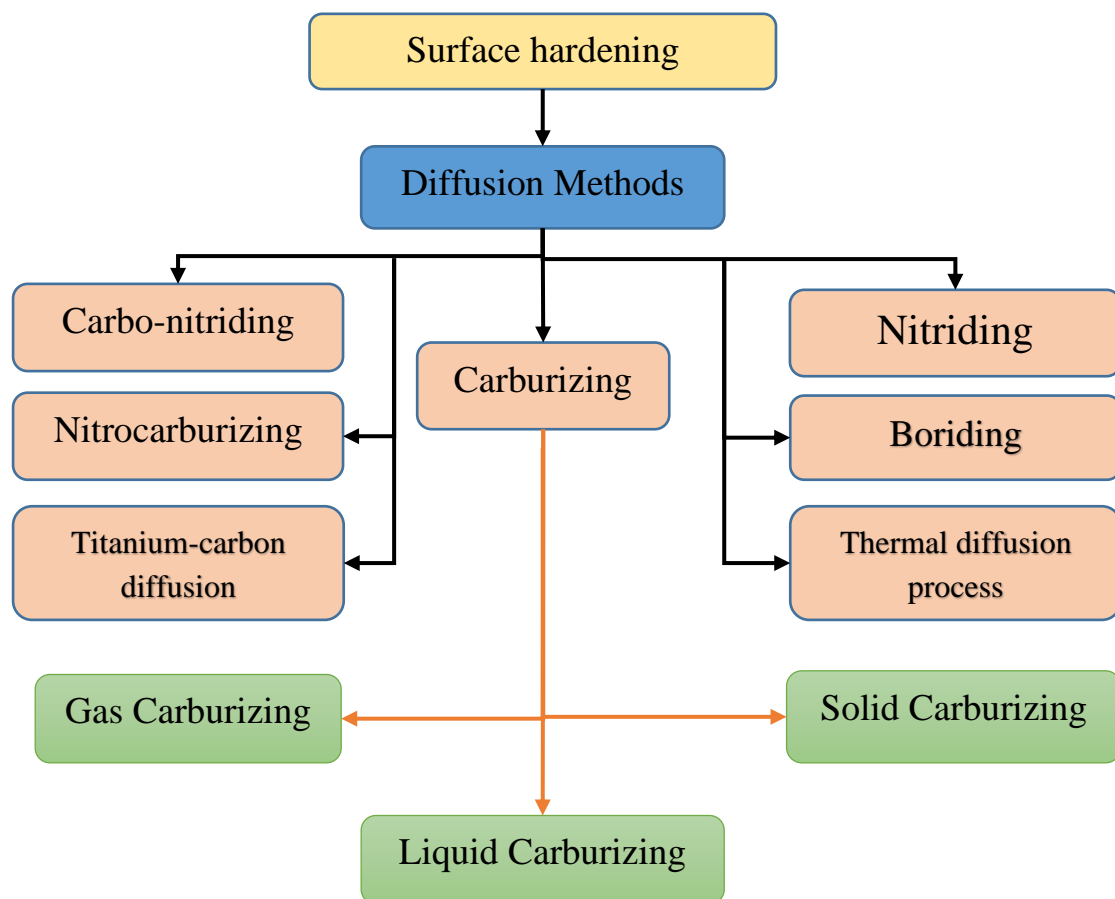 Surface hardening
Diffusion Methods
Carbo-nitriding
Nitriding
Carburizing
Nitrocarburizing
Boriding
Titanium-carbon
diffusion
Thermal diffusion
process
Gas Carburizing
Solid Carburizing
Liquid Carburizing